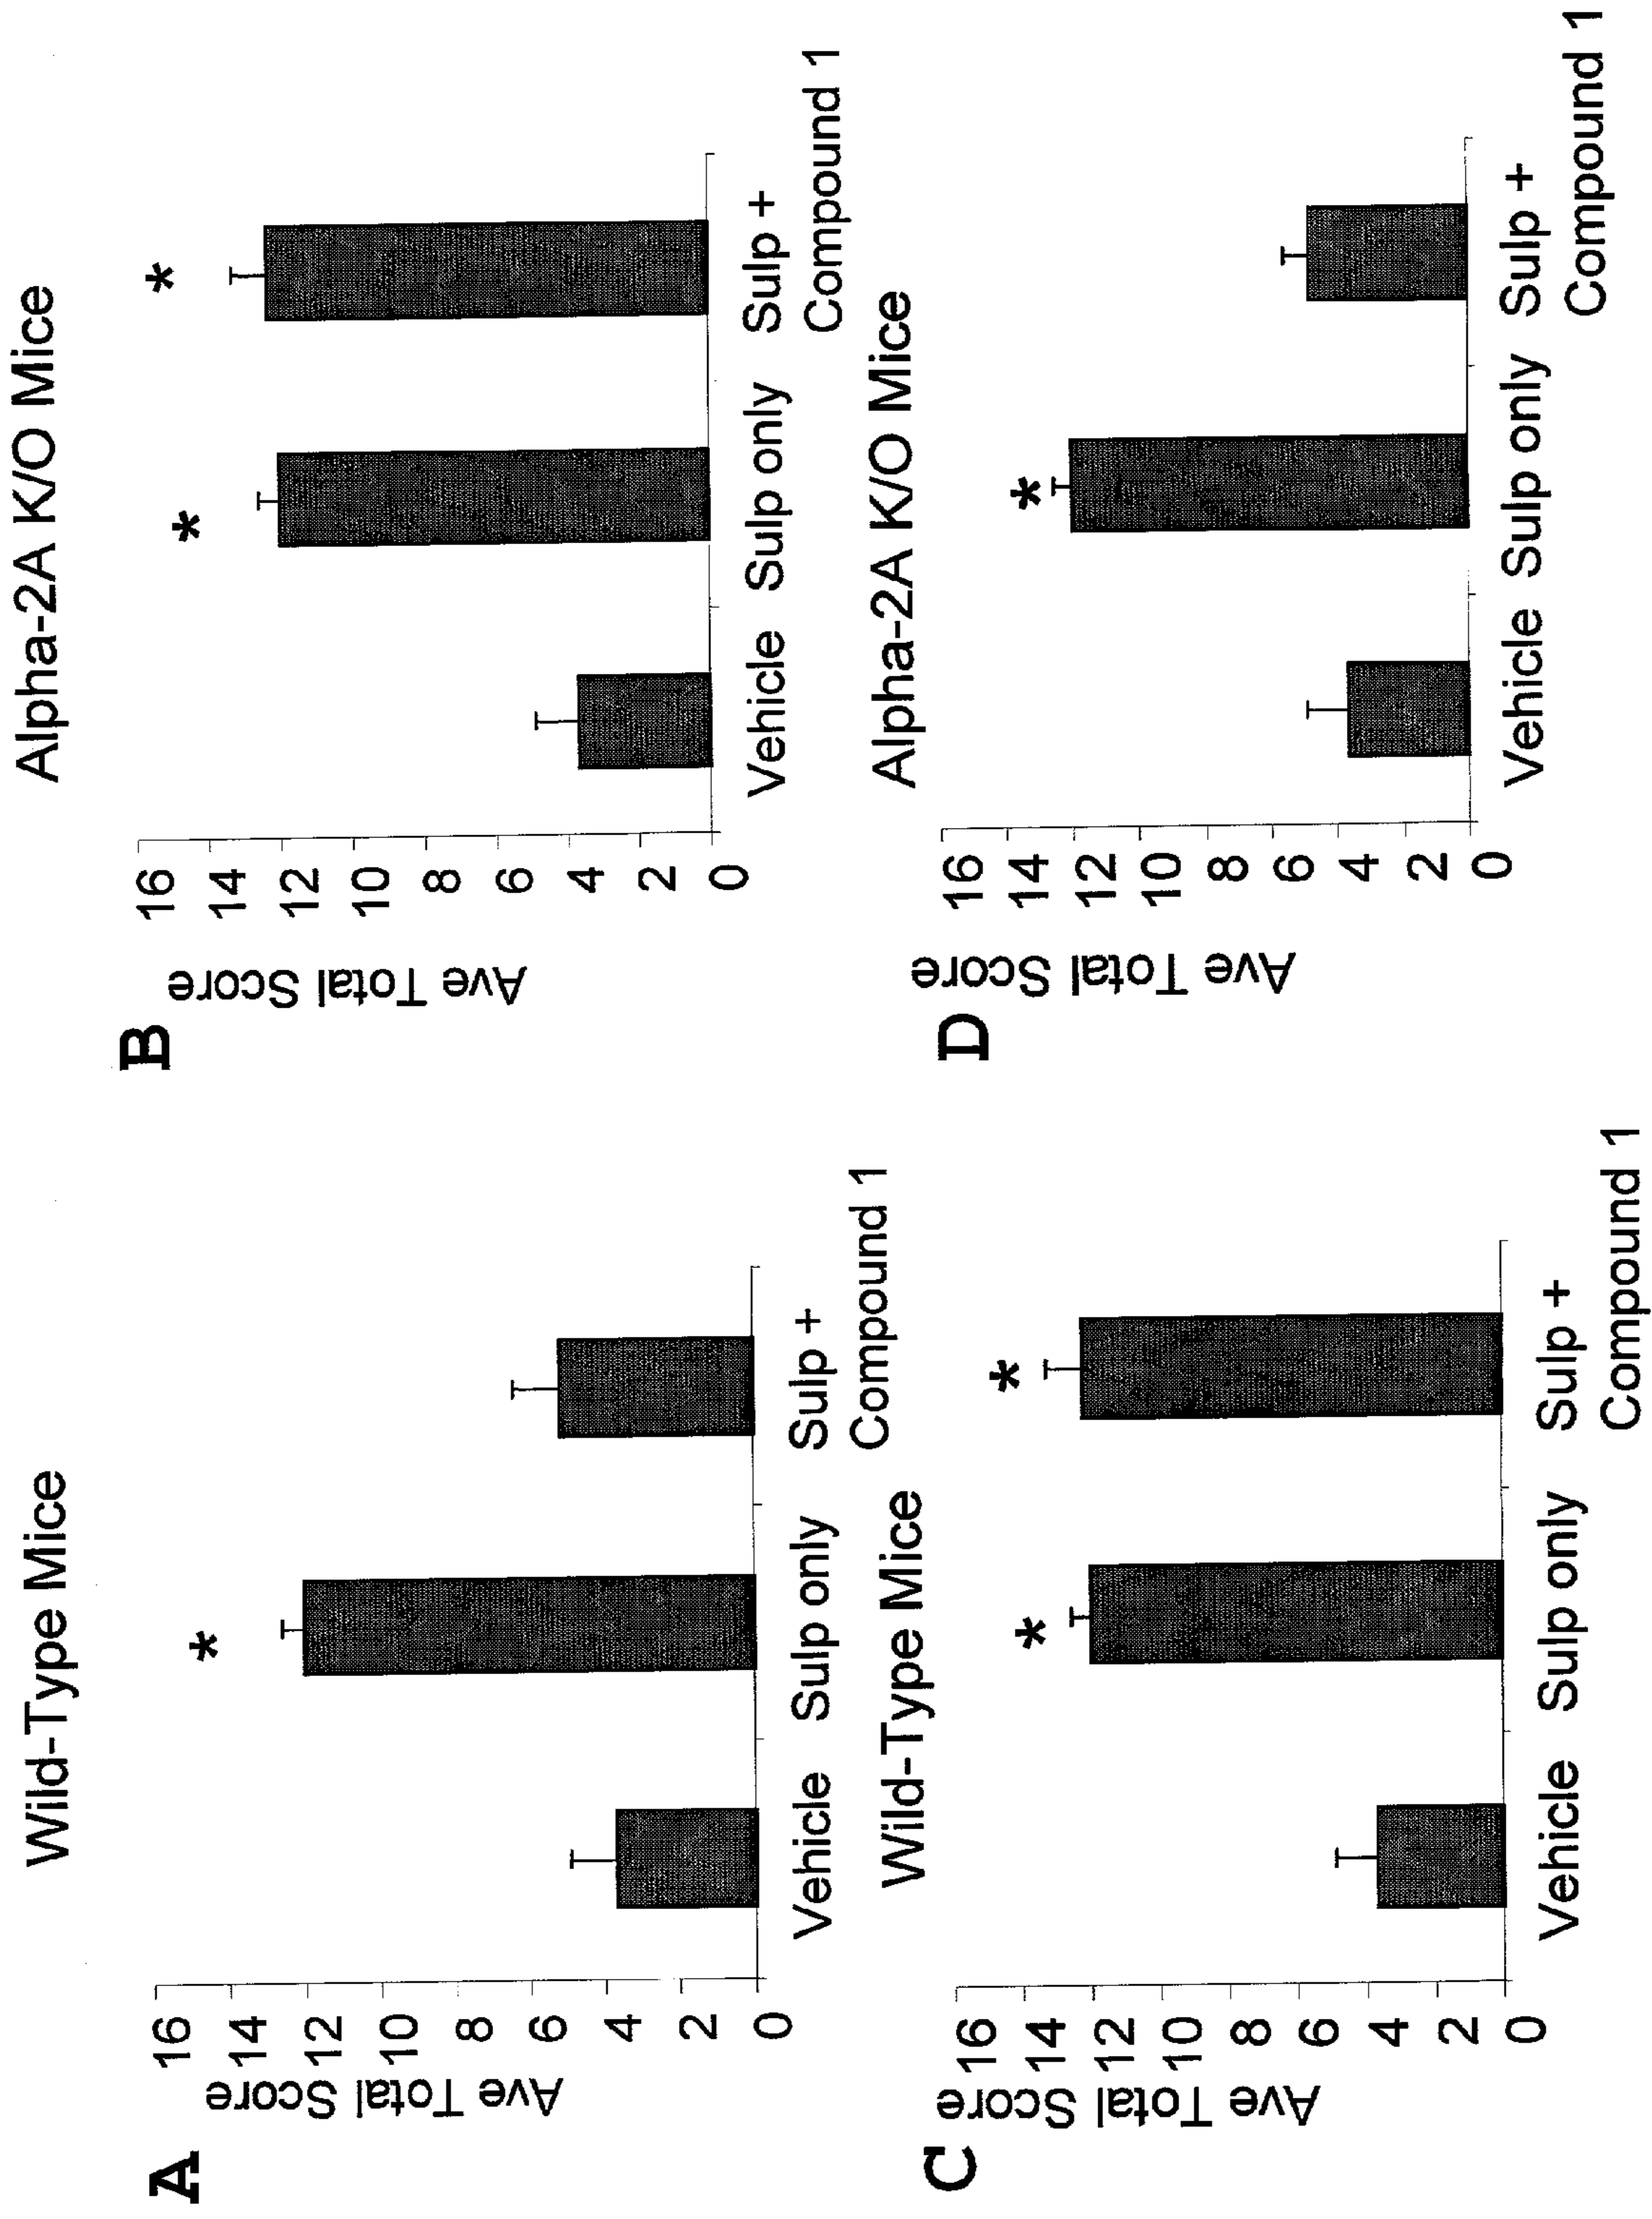 A
Wild-Type Mice
Ave Total Score
16
14
12
10
8
6
4
2
0
*
Vehicle Sulp only Sulp +
Compound 1
B
Alpha-2A K/O Mice
Ave Total Score
16
14
12
10
8
6
4
2
0
*
*
Vehicle Sulp only Sulp +
Compound 1
C
Wild-Type Mice
Ave Total Score
16
14
12
10
8
6
4
2
0
*
*
Vehicle Sulp only Sulp +
Compound 1
D
Alpha-2A K/O Mice
Ave Total Score
16
14
12
10
8
6
4
2
0
*
Vehicle Sulp only Sulp +
Compound 1